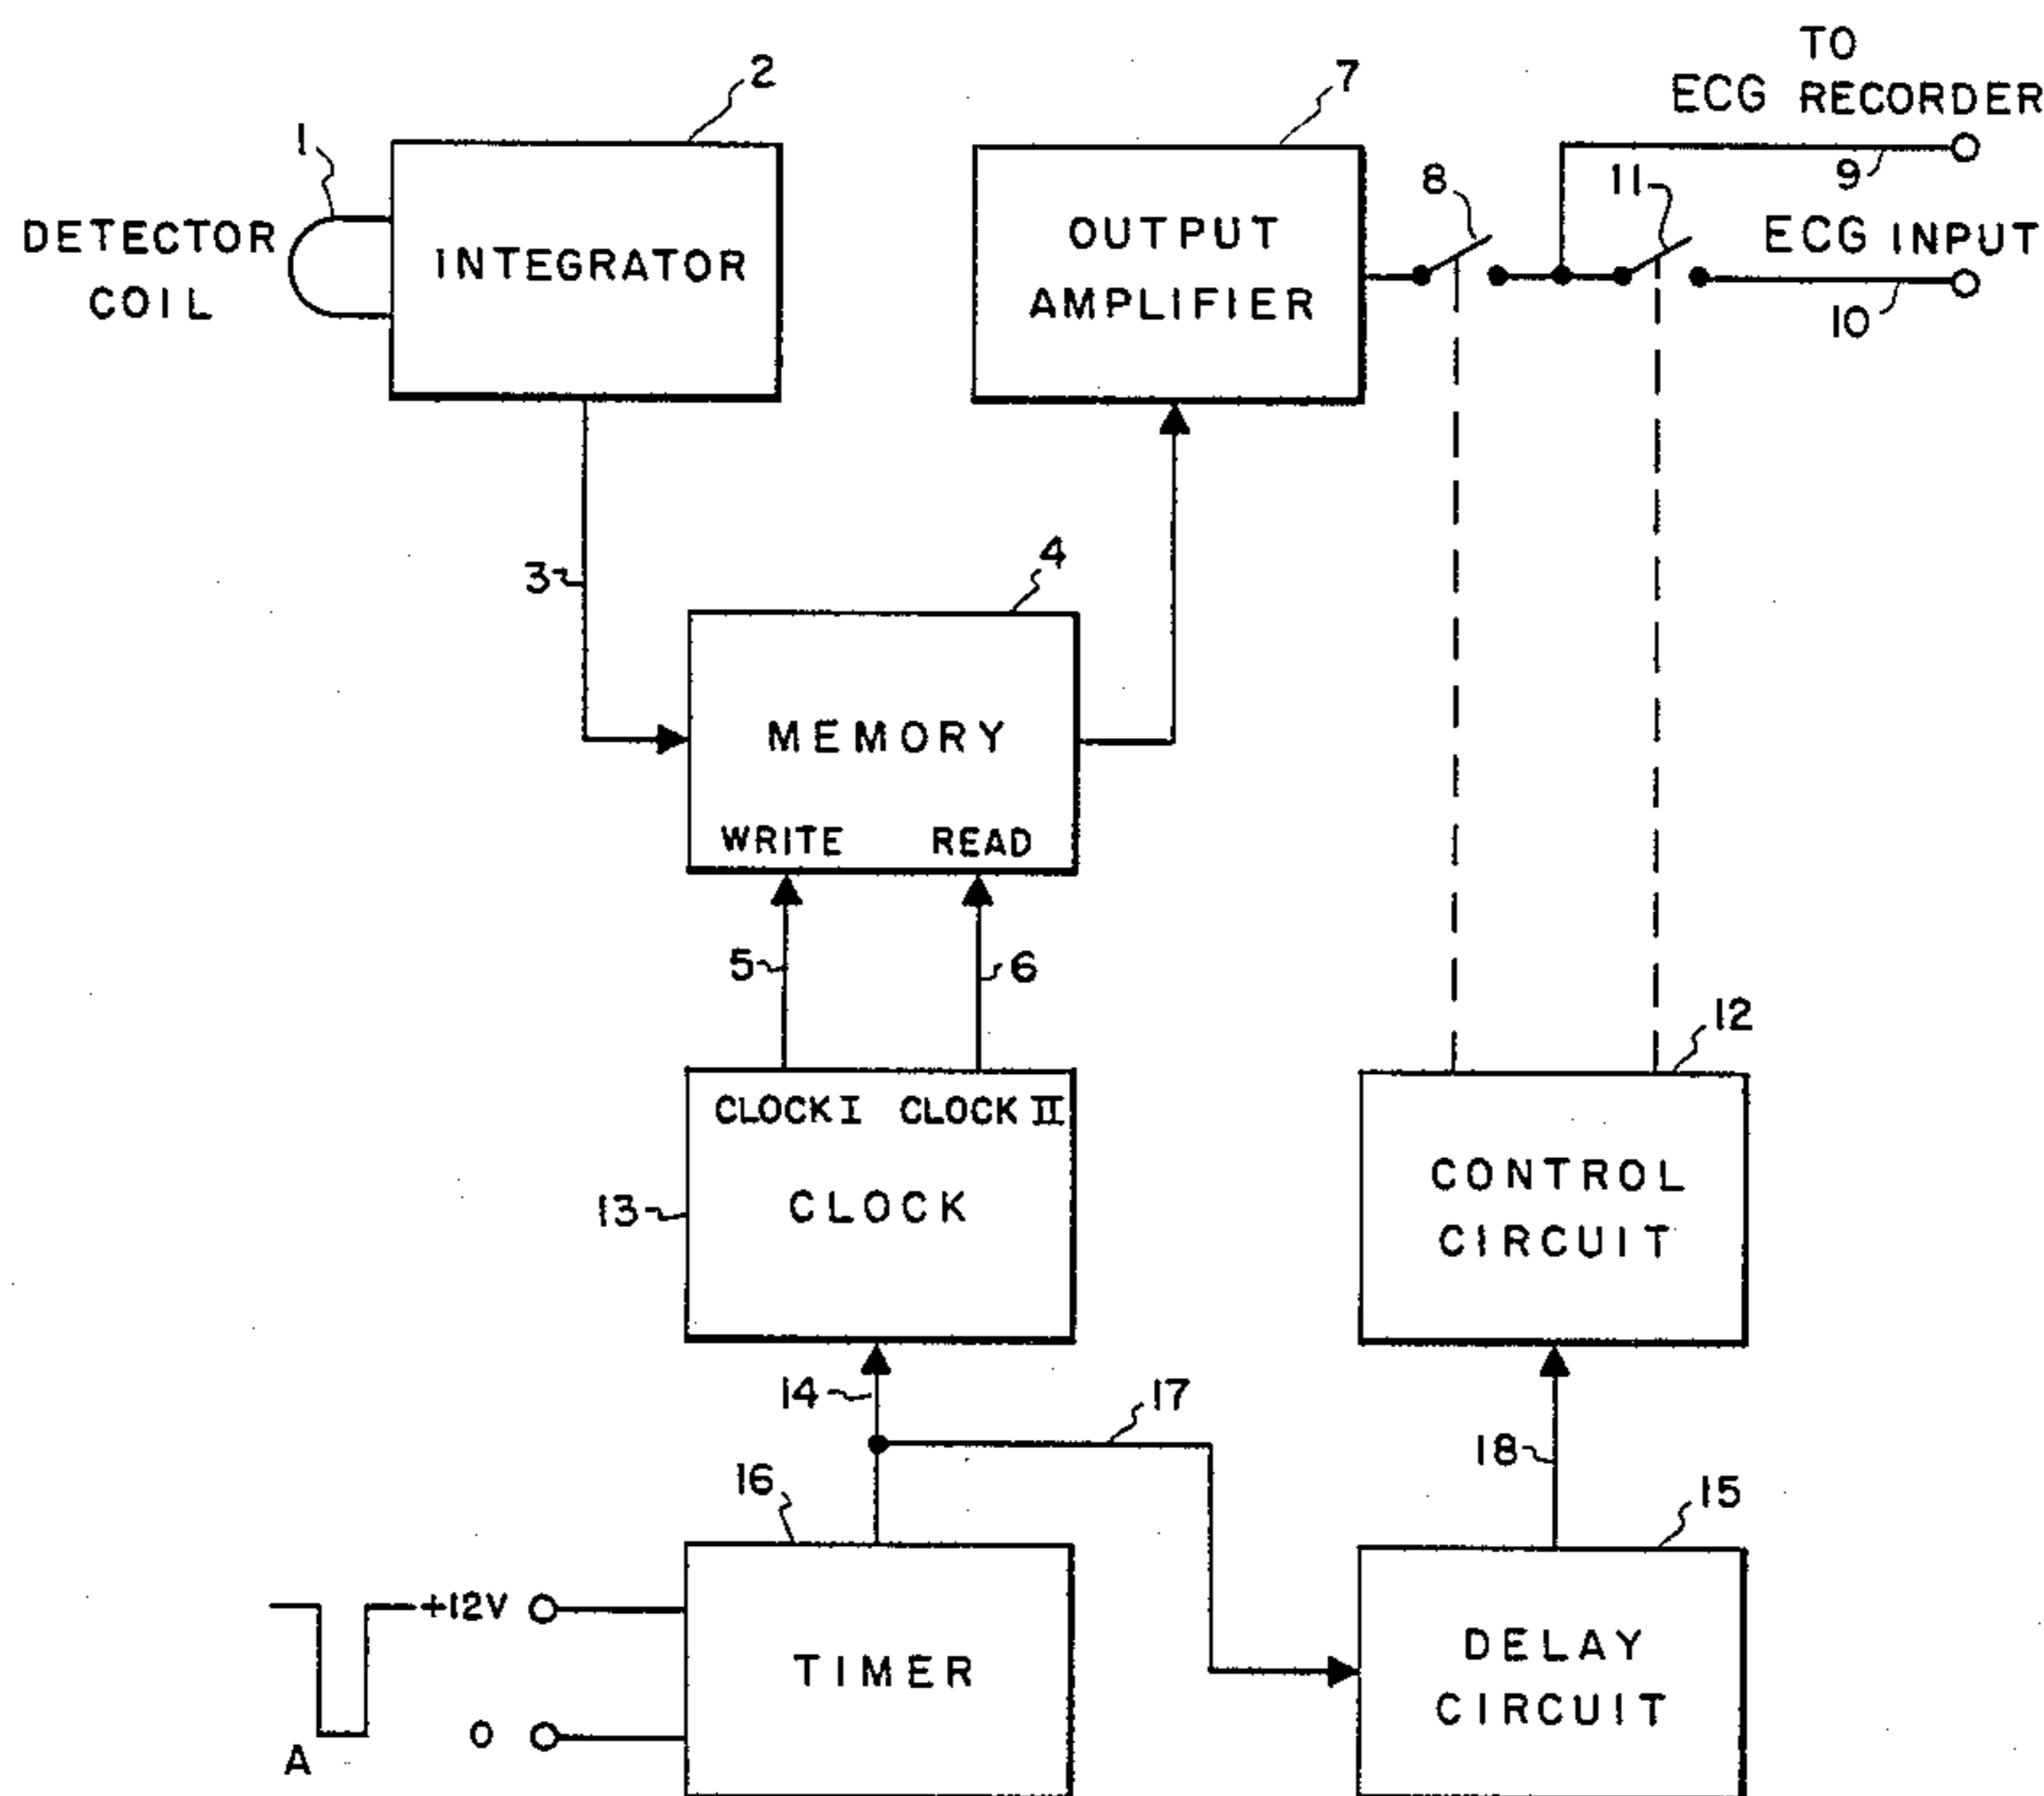 TO
ECG RECORDER
2
7
1
8
11
9
DETECTOR
COIL
INTEGRATOR
OUTPUT
AMPLIFIER
ECG INPUT
10
3
4
MEMORY
WRITE READ
5
6
12
CLOCK I CLOCK II
CLOCK
13
CONTROL
CIRCUIT
14
17
18
16
15
+12V
TIMER
DELAY
CIRCUIT
0
A